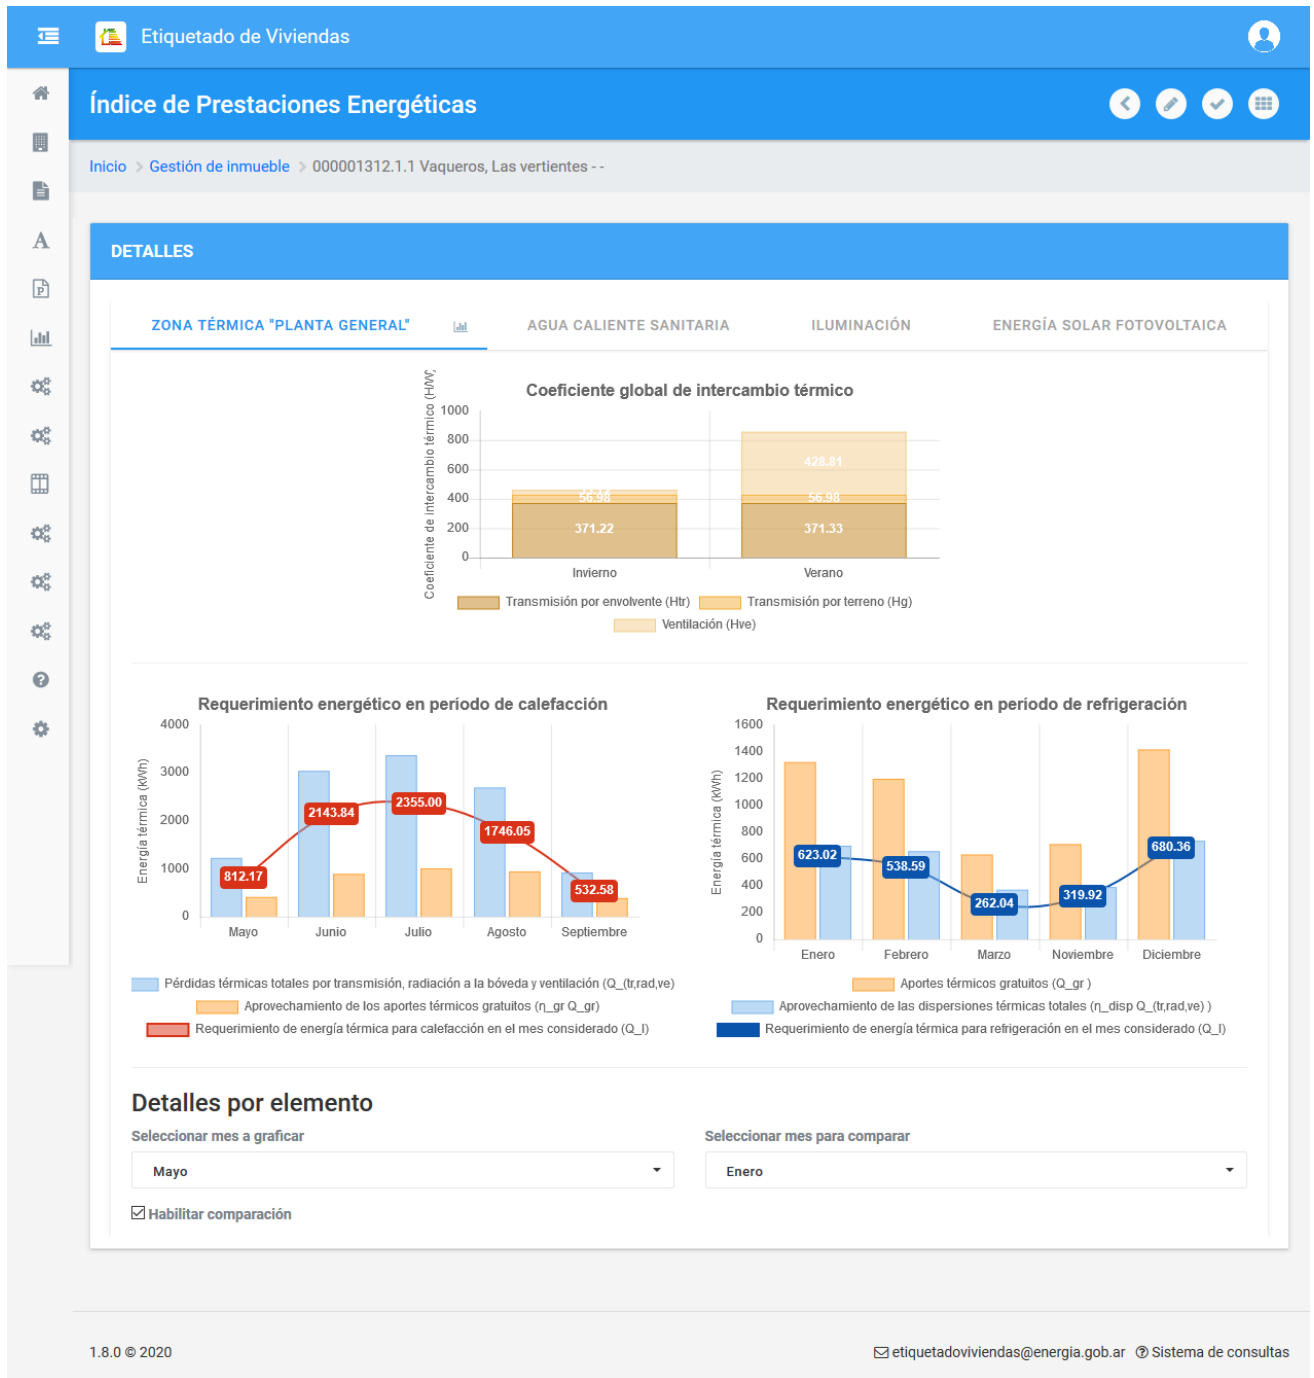 Etiquetado de Viviendas
Índice de Prestaciones Energéticas
Inicio > Gestión de inmueble > 000001312.1.1 Vaqueros, Las vertientes - -
DETALLES
ZONA TÉRMICA "PLANTA GENERAL"
AGUA CALIENTE SANITARIA
ILUMINACIÓN
ENERGÍA SOLAR FOTOVOLTAICA
Coeficiente global de intercambio térmico
Coeficiente de intercambio térmico
1000
800
600
400
200
0
56.98
371.22
428.81
56.98
371.33
Invierno
Verano
Transmisión por envolvente (Htr)
Transmisión por terreno (Hg)
Ventilación (Hve)
Requerimiento energético en período de calefacción
Energía térmica (kWh)
4000
3000
2000
1000
0
812.17
2143.84
2355.00
1746.05
532.58
Mayo
Junio
Julio
Agosto
Septiembre
Pérdidas térmicas totales por transmisión, radiación a la bóveda y ventilación (Q_(tr,rad,ve)
Aprovechamiento de los aportes térmicos gratuitos (η_gr Q_gr)
Requerimiento de energía térmica para calefacción en el mes considerado (Q_I)
Requerimiento energético en período de refrigeración
Energía térmica (kWh)
1600
1400
1200
1000
800
600
400
200
0
623.02
538.59
262.04
319.92
680.36
Enero
Febrero
Marzo
Noviembre
Diciembre
Aportes térmicos gratuitos (Q_gr )
Aprovechamiento de las dispersiones térmicas totales (η_disp Q_(tr,rad,ve) )
Requerimiento de energía térmica para refrigeración en el mes considerado (Q_I)
Detalles por elemento
Seleccionar mes a graficar
Mayo
Seleccionar mes para comparar
Enero
Habilitar comparación
1.8.0 © 2020
etiquetadoviviendas@energia.gob.ar
Sistema de consultas